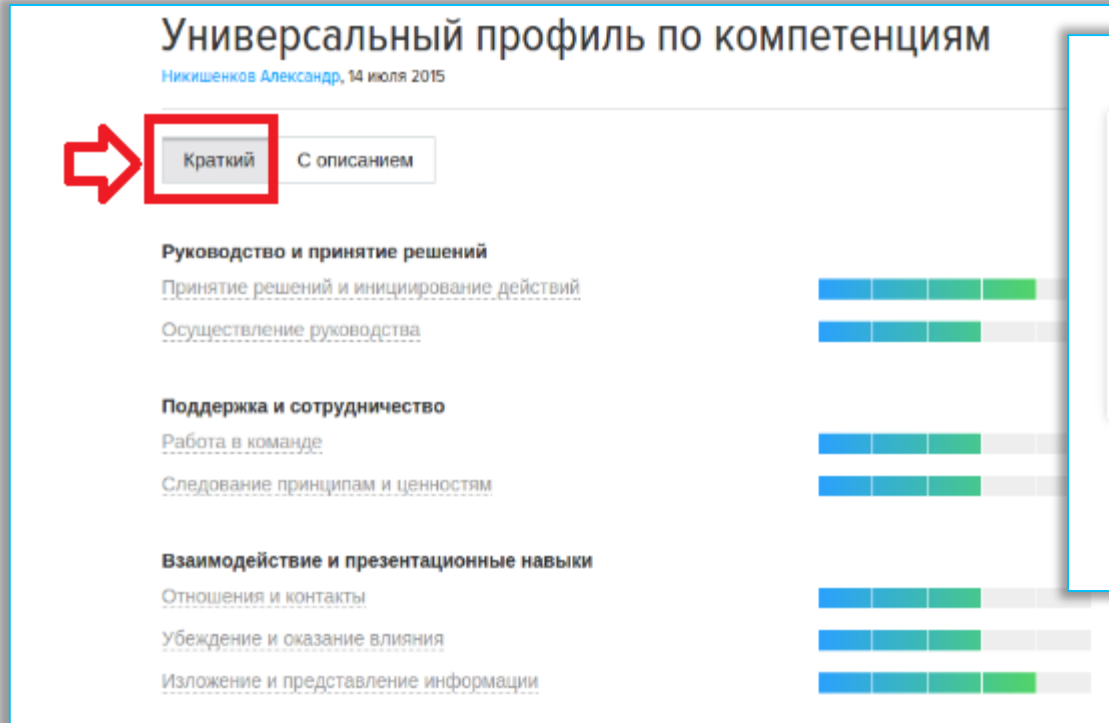 Универсальный профиль по компетенциям
Никишенков Александр, 14 июля 2015
Краткий С описанием
Руководство и принятие решений
Принятие решений и инициирование действий
Осуществление руководства
Поддержка и сотрудничество
Работа в команде
Следование принципам и ценностям
Взаимодействие и презентационные навыки
Отношения и контакты
Убеждение и оказание влияния
Изложение и представление информации